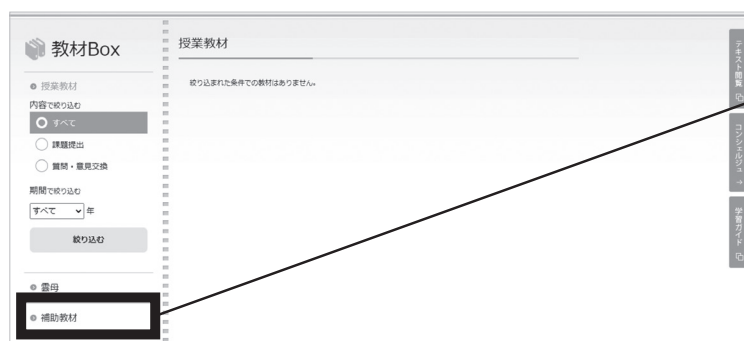 教材Box
授業教材
内容で絞り込む
すべて
課題提出
質問・意見交換
期間で絞り込む
すべて 年
絞り込む
雲母
補助教材
授業教材
絞り込まれた条件での教材はありません。
テキスト閲覧
コンシェルジュ →
学習ガイド